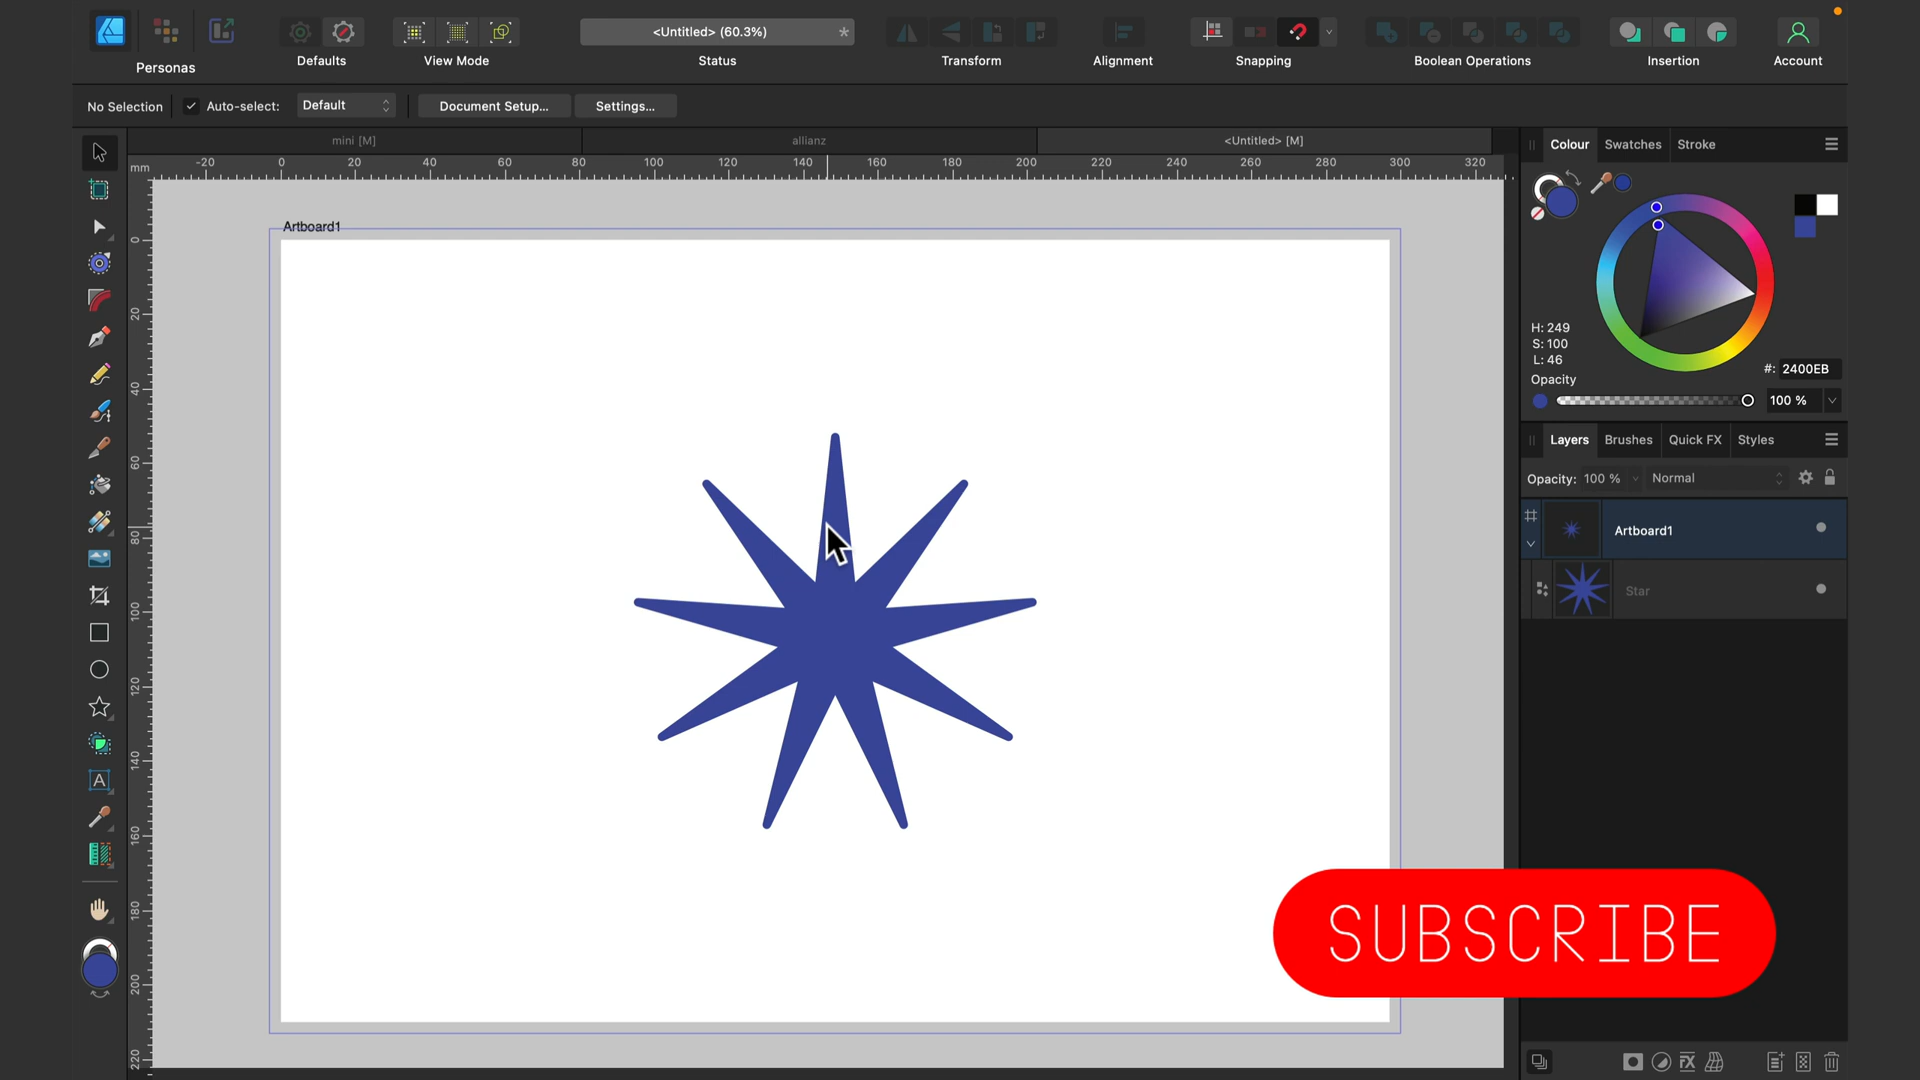 <Untitled> (60.3%)
*
Personas
Defaults
View Mode
Status
Transform
Alignment
Snapping
Boolean Operations
Insertion
Account
No Selection
Auto-select:
Default
Document Setup...
Settings...
mini [M]
allianz
<Untitled> [M]
mm
-20 0 20 40 60 80 100 120 140 160 180 200 220 240 260 280 300 320
0
20
40
60
80
100
120
140
160
180
200
220
Artboard1
Colour
Swatches
Stroke
H: 249
S: 100
L: 46
#: 2400EB
Opacity
100 %
Layers
Brushes
Quick FX
Styles
Opacity: 100 %
Normal
Artboard1
Star
A
SUBSCRIBE
FX